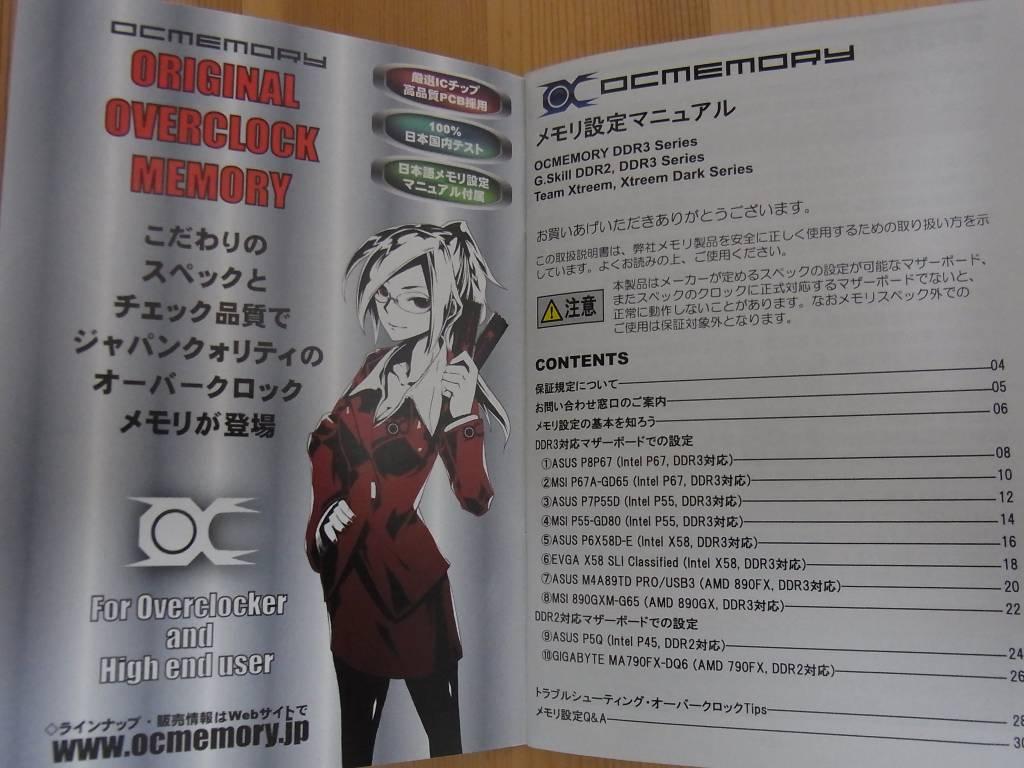 OCMEMORY
ORIGINAL
OVERCLOCK
MEMORY
厳選ICチップ
高品質PCB採用
100%
日本国内テスト
日本語メモリ設定
マニュアル付属
こだわりの
スペックと
チェック品質で
ジャパンクォリティの
オーバークロック
メモリが登場
OC
For Overclocker
and
High end user
◇ラインナップ・販売情報はWebサイトで
www.ocmemory.jp
OC OCMEMORY
メモリ設定マニュアル
OCMEMORY DDR3 Series
G.Skill DDR2, DDR3 Series
Team Xtreem, Xtreem Dark Series
お買いあげいただきありがとうございます。
この取扱説明書は、弊社メモリ製品を安全に正しく使用するための取り扱い方を示
しています。よくお読みの上、ご使用ください。
注意
本製品はメーカーが定めるスペックの設定が可能なマザーボード、
またスペックのクロックに正式対応するマザーボードでないと、
正常に動作しないことがあります。なおメモリスペック外での
ご使用は保証対象外となります。
CONTENTS
保証規定について 04
お問い合わせ窓口のご案内 05
メモリ設定の基本を知ろう 06
DDR3対応マザーボードでの設定
①ASUS P8P67 (Intel P67, DDR3対応) 08
②MSI P67A-GD65 (Intel P67, DDR3対応) 10
③ASUS P7P55D (Intel P55, DDR3対応) 12
④MSI P55-GD80 (Intel P55, DDR3対応) 14
⑤ASUS P6X58D-E (Intel X58, DDR3対応) 16
⑥EVGA X58 SLI Classified (Intel X58, DDR3対応) 18
⑦ASUS M4A89TD PRO/USB3 (AMD 890FX, DDR3対応) 20
⑧MSI 890GXM-G65 (AMD 890GX, DDR3対応) 22
DDR2対応マザーボードでの設定
⑨ASUS P5Q (Intel P45, DDR2対応) 24
⑩GIGABYTE MA790FX-DQ6 (AMD 790FX, DDR2対応) 26
トラブルシューティング・オーバークロックTips 28
メモリ設定Q&A 30